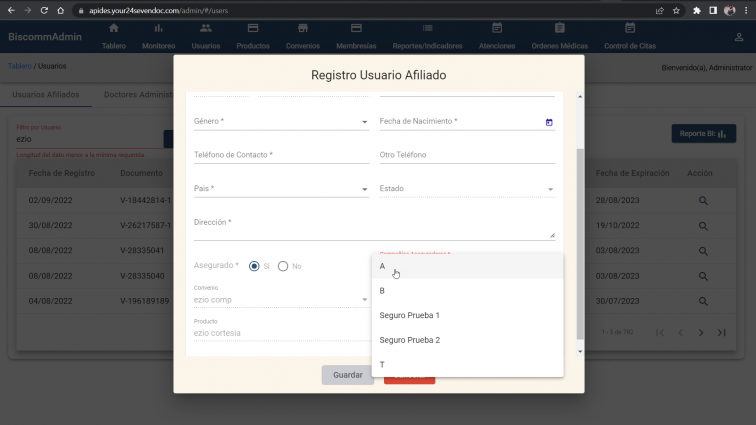 apides.your24sevendoc.com/admin/#/users
BiscommAdmin
Tablero
Monitoreo
Usuarios
Productos
Convenios
Membresías
Reportes/Indicadores
Atenciones
Ordenes Médicas
Control de Citas
Tablero / Usuarios
Bienvenido(a), Administrator
Usuarios Afiliados
Doctores Administ
Registro Usuario Afiliado
Filtro por usuario
ezio
Longitud del dato menor a la mínima requerida
Reporte BI:
Género *
Fecha de Nacimiento *
Teléfono de Contacto *
Otro Teléfono
País *
Estado
Dirección *
Asegurado *
Si
No
Convenio
ezio comp
Producto
ezio cortesia
A
B
Seguro Prueba 1
Seguro Prueba 2
T
Guardar
Fecha de Registro
Documento
Fecha de Expiración
Acción
02/09/2022
V-18442814-1
28/08/2023
30/08/2022
V-26217587-1
19/10/2022
08/08/2022
V-28335041
03/08/2023
08/08/2022
V-28335040
03/08/2023
04/08/2022
V-196189189
30/07/2023